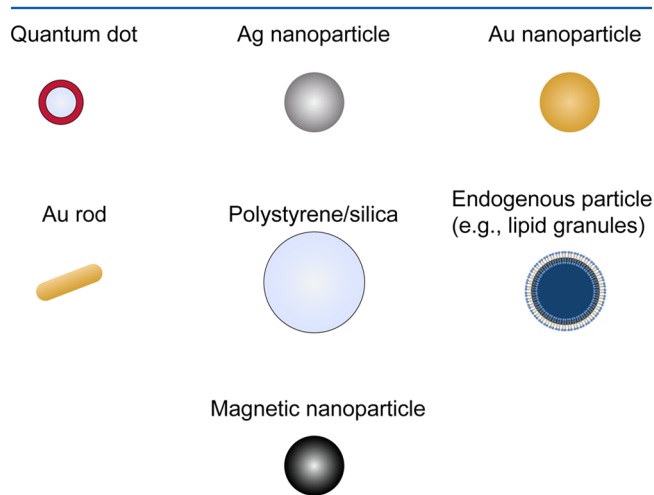 Quantum dot
Ag nanoparticle
Au nanoparticle
Au rod
Polystyrene/silica
Endogenous particle
(e.g., lipid granules)
Magnetic nanoparticle